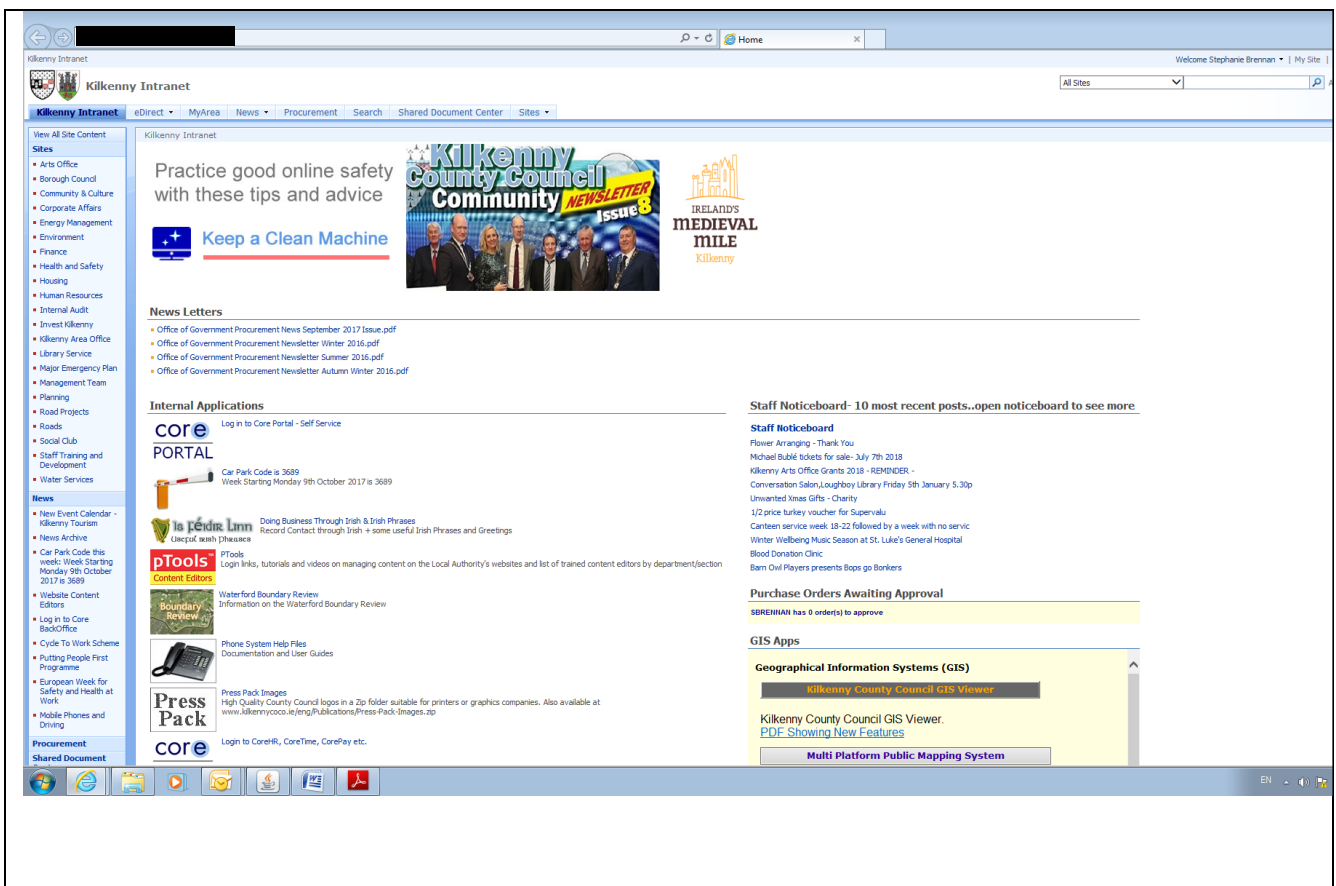 Home
Kilkenny Intranet
Welcome Stephanie Brennan | My Site |
Kilkenny Intranet
All Sites
Kilkenny Intranet eDirect MyArea News Procurement Search Shared Document Center Sites
View All Site Content
Sites
Arts Office
Borough Council
Community & Culture
Corporate Affairs
Energy Management
Environment
Finance
Health and Safety
Housing
Human Resources
Internal Audit
Invest Kilkenny
Kilkenny Area Office
Library Service
Major Emergency Plan
Management Team
Planning
Road Projects
Roads
Social Club
Staff Training and
Development
Water Services
News
New Event Calendar -
Kilkenny Tourism
News Archive
Car Park Code this
week: Week Starting
Monday 9th October
2017 is 3689
Website Content
Editors
Log in to Core
BackOffice
Cycle To Work Scheme
Putting People First
Programme
European Week for
Safety and Health at
Work
Mobile Phones and
Driving
Procurement
Shared Document
Kilkenny Intranet
Practice good online safety
with these tips and advice
Keep a Clean Machine
Kilkenny
County Council
Community NEWSLETTER
Issue8
IRELAND'S
MEDIEVAL
MILE
Kilkenny
News Letters
Office of Government Procurement News September 2017 Issue.pdf
Office of Government Procurement Newsletter Winter 2016.pdf
Office of Government Procurement Newsletter Summer 2016.pdf
Office of Government Procurement Newsletter Autumn Winter 2016.pdf
Internal Applications
core
PORTAL
Log in to Core Portal - Self Service
Car Park Code is 3689
Week Starting Monday 9th October 2017 is 3689
Is féidir Linn
Useful Irish Phrases
Doing Business Through Irish & Irish Phrases
Record Contact through Irish + some useful Irish Phrases and Greetings
pTools™
Content Editors
PTools
Login links, tutorials and videos on managing content on the Local Authority's websites and list of trained content editors by department/section
Boundary
Review
Waterford Boundary Review
Information on the Waterford Boundary Review
Phone System Help Files
Documentation and User Guides
Press
Pack
Press Pack Images
High Quality County Council logos in a Zip folder suitable for printers or graphics companies. Also available at
www.kilkennycoco.ie/eng/Publications/Press-Pack-Images.zip
core
Login to CoreHR, CoreTime, CorePay etc.
Staff Noticeboard- 10 most recent posts..open noticeboard to see more
Staff Noticeboard
Flower Arranging - Thank You
Michael Bublé tickets for sale- July 7th 2018
Kilkenny Arts Office Grants 2018 - REMINDER -
Conversation Salon,Loughboy Library Friday 5th January 5.30p
Unwanted Xmas Gifts - Charity
1/2 price turkey voucher for Supervalu
Canteen service week 18-22 followed by a week with no servic
Winter Wellbeing Music Season at St. Luke's General Hospital
Blood Donation Clinic
Barn Owl Players presents Bops go Bonkers
Purchase Orders Awaiting Approval
SBRENNAN has 0 order(s) to approve
GIS Apps
Geographical Information Systems (GIS)
Kilkenny County Council GIS Viewer
Kilkenny County Council GIS Viewer.
PDF Showing New Features
Multi Platform Public Mapping System
EN